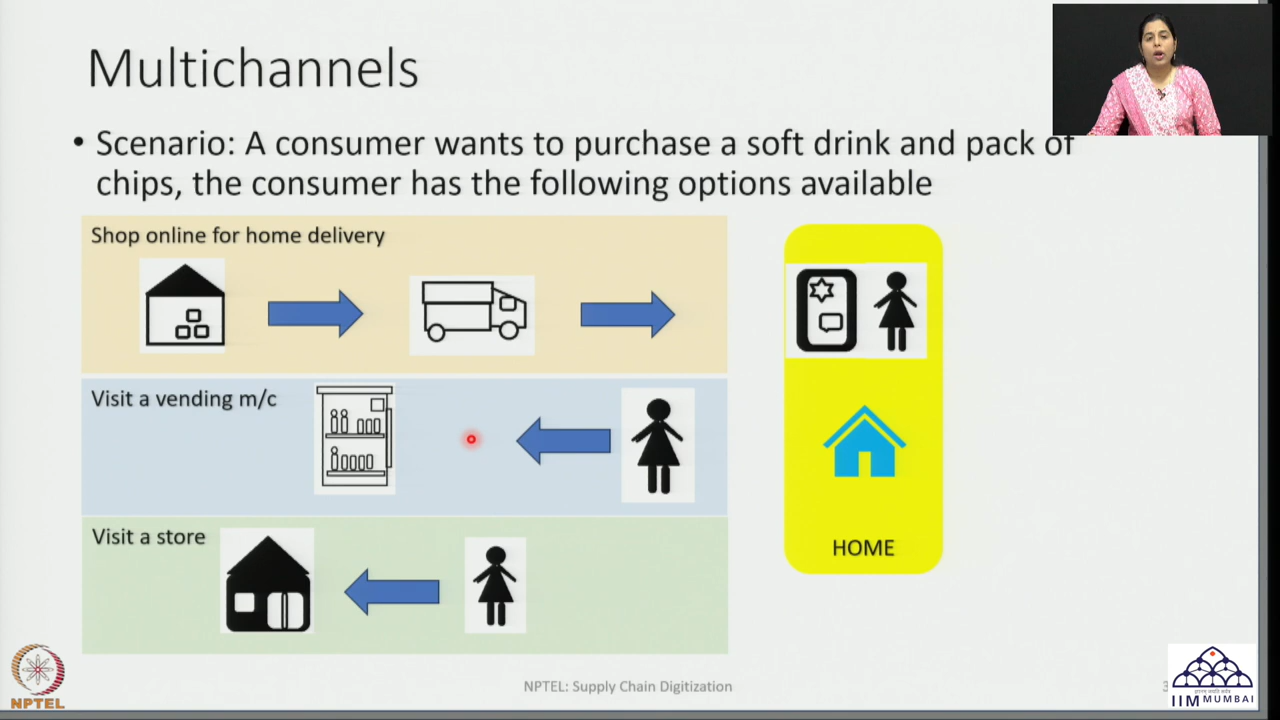 Multichannels
• Scenario: A consumer wants to purchase a soft drink and pack of
chips, the consumer has the following options available
Shop online for home delivery
Visit a vending m/c
Visit a store
HOME
NPTEL
NPTEL: Supply Chain Digitization
IIM MUMBAI